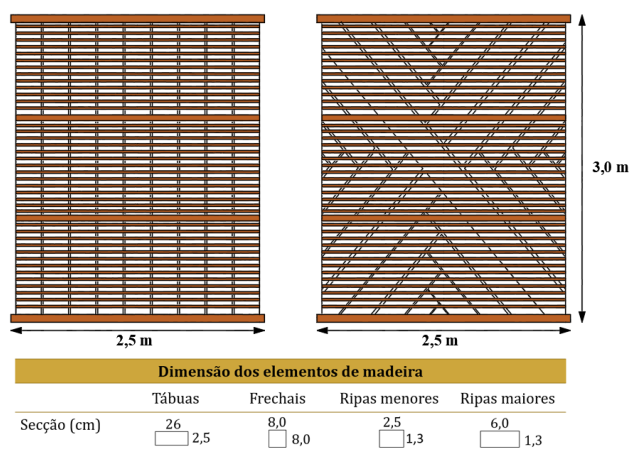 3,0 m
2,5 m 2,5 m
Dimensão dos elementos de madeira
Tábuas Frechais Ripas menores Ripas maiores
Secção (cm) 26 2,5 8,0 8,0 2,5 1,3 6,0 1,3